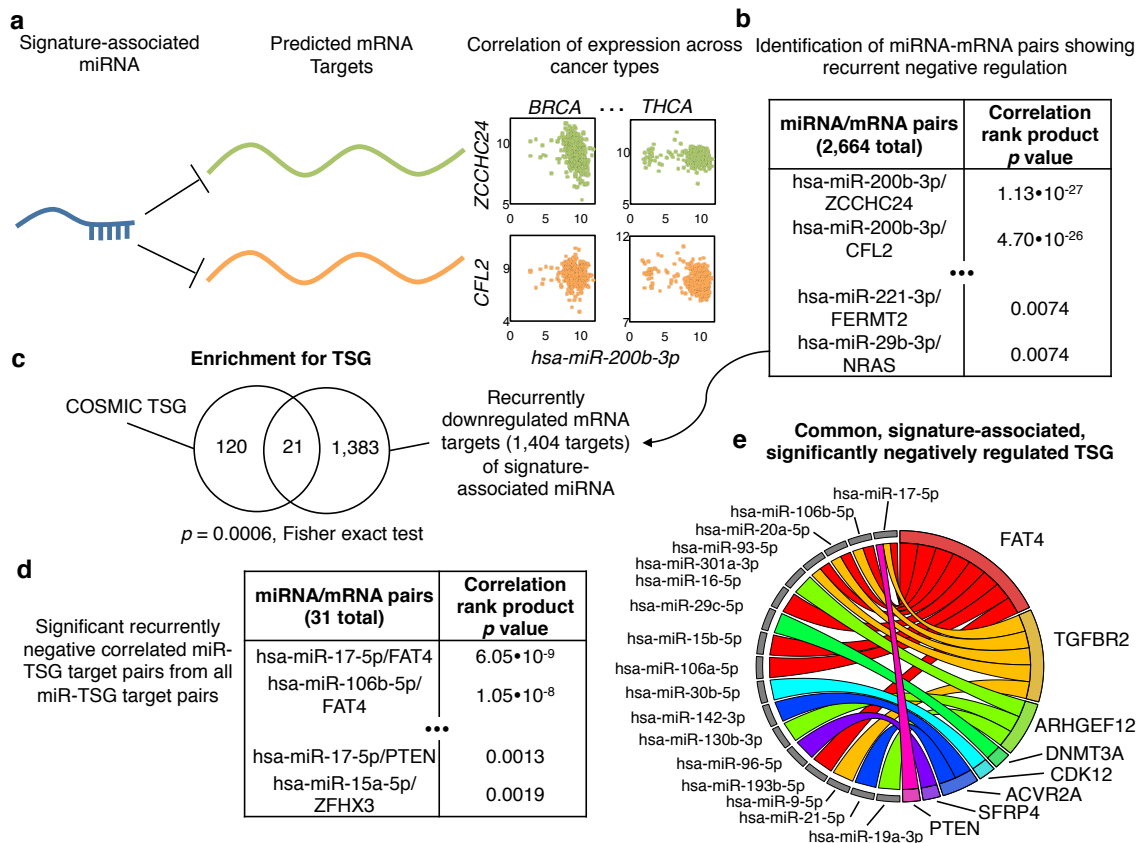 a
Signature-associated
miRNA
Predicted mRNA
Targets
Correlation of expression across
cancer types
BRCA ... THCA
ZCCHC24
10
5
0 5 10
10
5
0 5 10
CFL2
9
4
0 5 10
12
7
0 5 10
hsa-miR-200b-3p
b
Identification of miRNA-mRNA pairs showing
recurrent negative regulation
miRNA/mRNA pairs
(2,664 total)
Correlation
rank product
p value
hsa-miR-200b-3p/
ZCCHC24
1.13•10-27
hsa-miR-200b-3p/
CFL2
4.70•10-26
•••
hsa-miR-221-3p/
FERMT2
0.0074
hsa-miR-29b-3p/
NRAS
0.0074
c
Enrichment for TSG
COSMIC TSG
120
21
1,383
Recurrently
downregulated mRNA
targets (1,404 targets)
of signature-
associated miRNA
p = 0.0006, Fisher exact test
d
Significant recurrently
negative correlated miR-
TSG target pairs from all
miR-TSG target pairs
miRNA/mRNA pairs
(31 total)
Correlation
rank product
p value
hsa-miR-17-5p/FAT4
6.05•10-9
hsa-miR-106b-5p/
FAT4
1.05•10-8
•••
hsa-miR-17-5p/PTEN
0.0013
hsa-miR-15a-5p/
ZFHX3
0.0019
e
Common, signature-associated,
significantly negatively regulated TSG
hsa-miR-17-5p
hsa-miR-106b-5p
hsa-miR-20a-5p
hsa-miR-93-5p
hsa-miR-301a-3p
hsa-miR-16-5p
hsa-miR-29c-5p
hsa-miR-15b-5p
hsa-miR-106a-5p
hsa-miR-30b-5p
hsa-miR-142-3p
hsa-miR-130b-3p
hsa-miR-96-5p
hsa-miR-193b-5p
hsa-miR-9-5p
hsa-miR-21-5p
hsa-miR-19a-3p
FAT4
TGFBR2
ARHGEF12
DNMT3A
CDK12
ACVR2A
SFRP4
PTEN